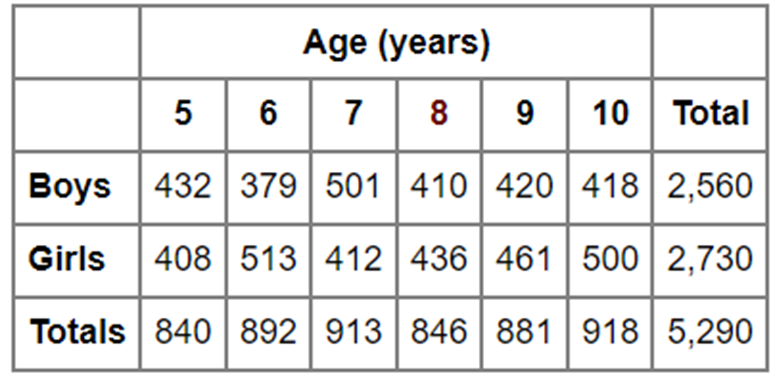 Age (years)
5 6 7 8 9 10 Total
Boys 432 379 501 410 420 418 2,560
Girls 408 513 412 436 461 500 2,730
Totals 840 892 913 846 881 918 5,290